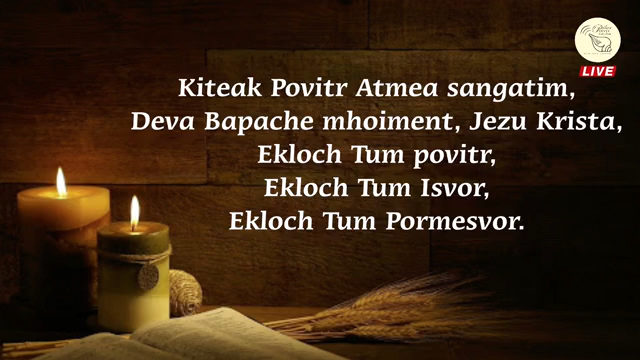 LIVE
Kiteak Povitr Atmea sangatim,
Deva Bapache mhoiment, Jezu Krista,
Ekloch Tum povitr,
Ekloch Tum Isvor,
Ekloch Tum Pormesvor.